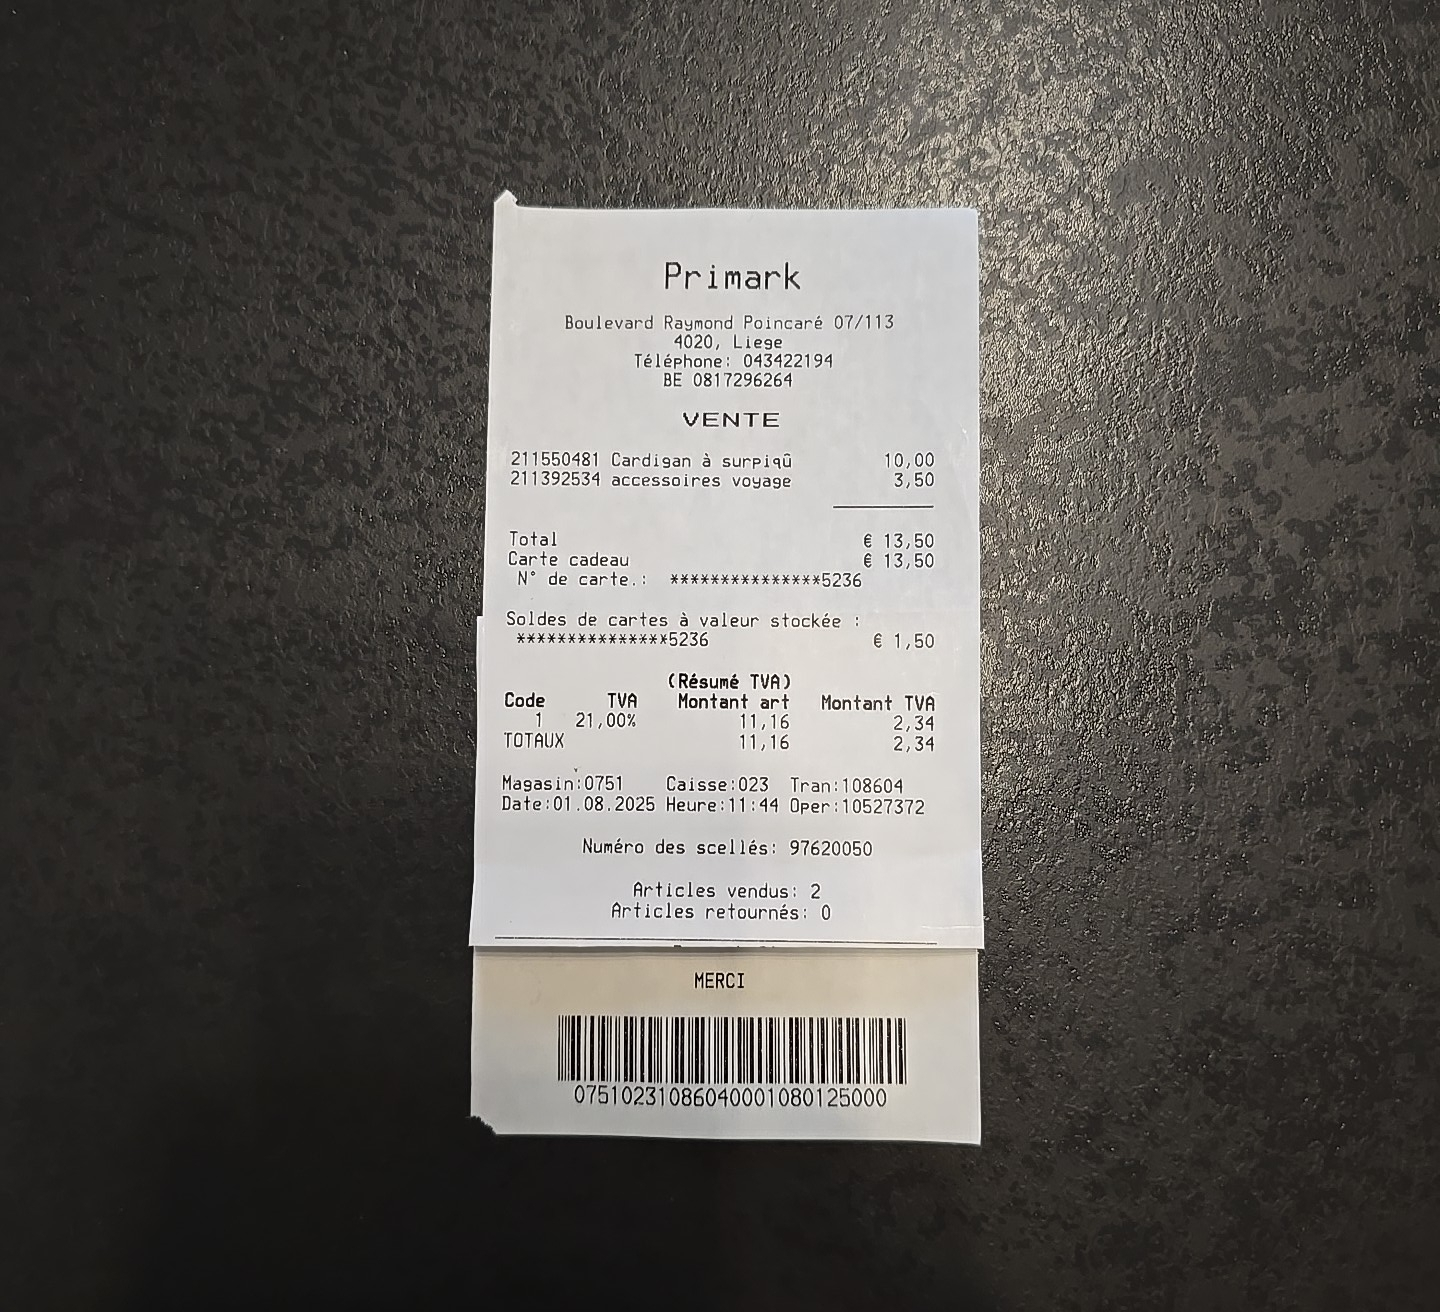 Primark
Boulevard Raymond Poincaré 07/113
4020, Liege
Téléphone: 043422194
BE 0817296264
VENTE
211550481 Cardigan à surpiqû 10,00
211392534 accessoires voyage 3,50
Total € 13,50
Carte cadeau € 13,50
N° de carte.: ***************5236
Soldes de cartes à valeur stockée :
***************5236 € 1,50
(Résumé TVA)
Code TVA Montant art Montant TVA
1 21,00% 11,16 2,34
TOTAUX 11,16 2,34
Magasin:0751 Caisse:023 Tran:108604
Date:01.08.2025 Heure:11:44 Oper:10527372
Numéro des scellés: 97620050
Articles vendus: 2
Articles retournés: 0
MERCI
07510231086040001080125000